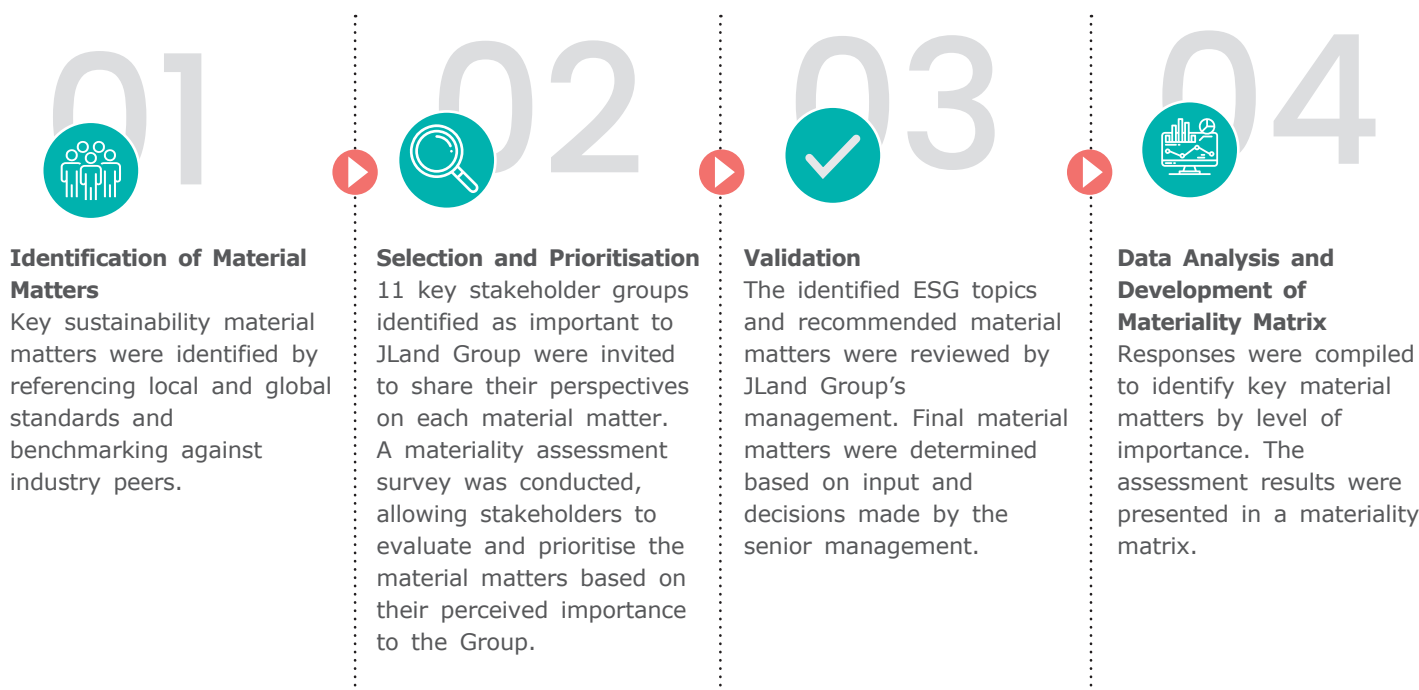 01
Identification of Material
Matters
Key sustainability material
matters were identified by
referencing local and global
standards and
benchmarking against
industry peers.
02
Selection and Prioritisation
11 key stakeholder groups
identified as important to
JLand Group were invited
to share their perspectives
on each material matter.
A materiality assessment
survey was conducted,
allowing stakeholders to
evaluate and prioritise the
material matters based on
their perceived importance
to the Group.
03
Validation
The identified ESG topics
and recommended material
matters were reviewed by
JLand Group’s
management. Final material
matters were determined
based on input and
decisions made by the
senior management.
04
Data Analysis and
Development of
Materiality Matrix
Responses were compiled
to identify key material
matters by level of
importance. The
assessment results were
presented in a materiality
matrix.